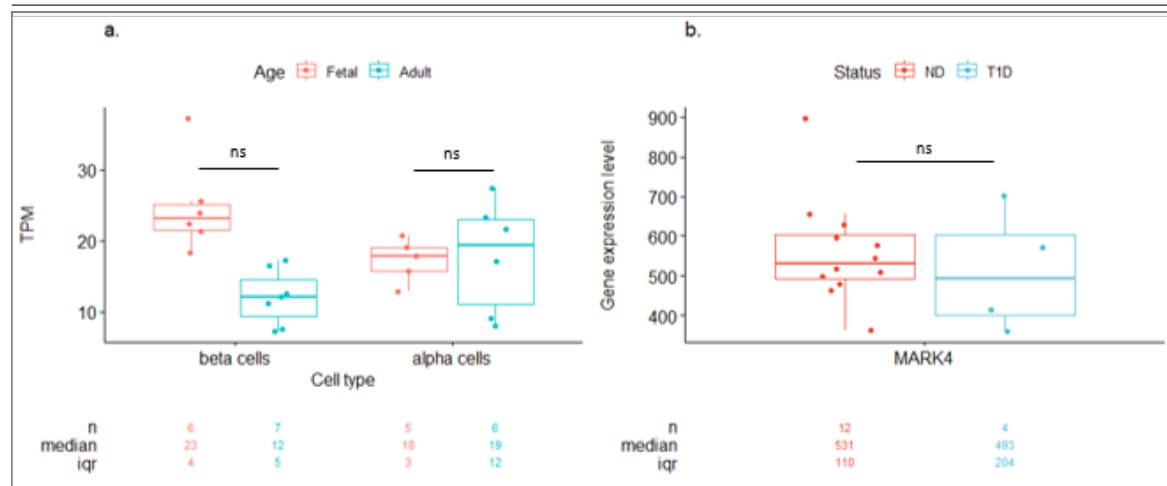 a.
Age Fetal Adult
TPM
30
20
10
ns
ns
beta cells
alpha cells
Cell type
n 6 7 5 6
median 23 12 18 19
iqr 4 5 3 12
b.
Status ND T1D
Gene expression level
900
800
700
600
500
400
ns
MARK4
n 12 4
median 531 493
iqr 110 204